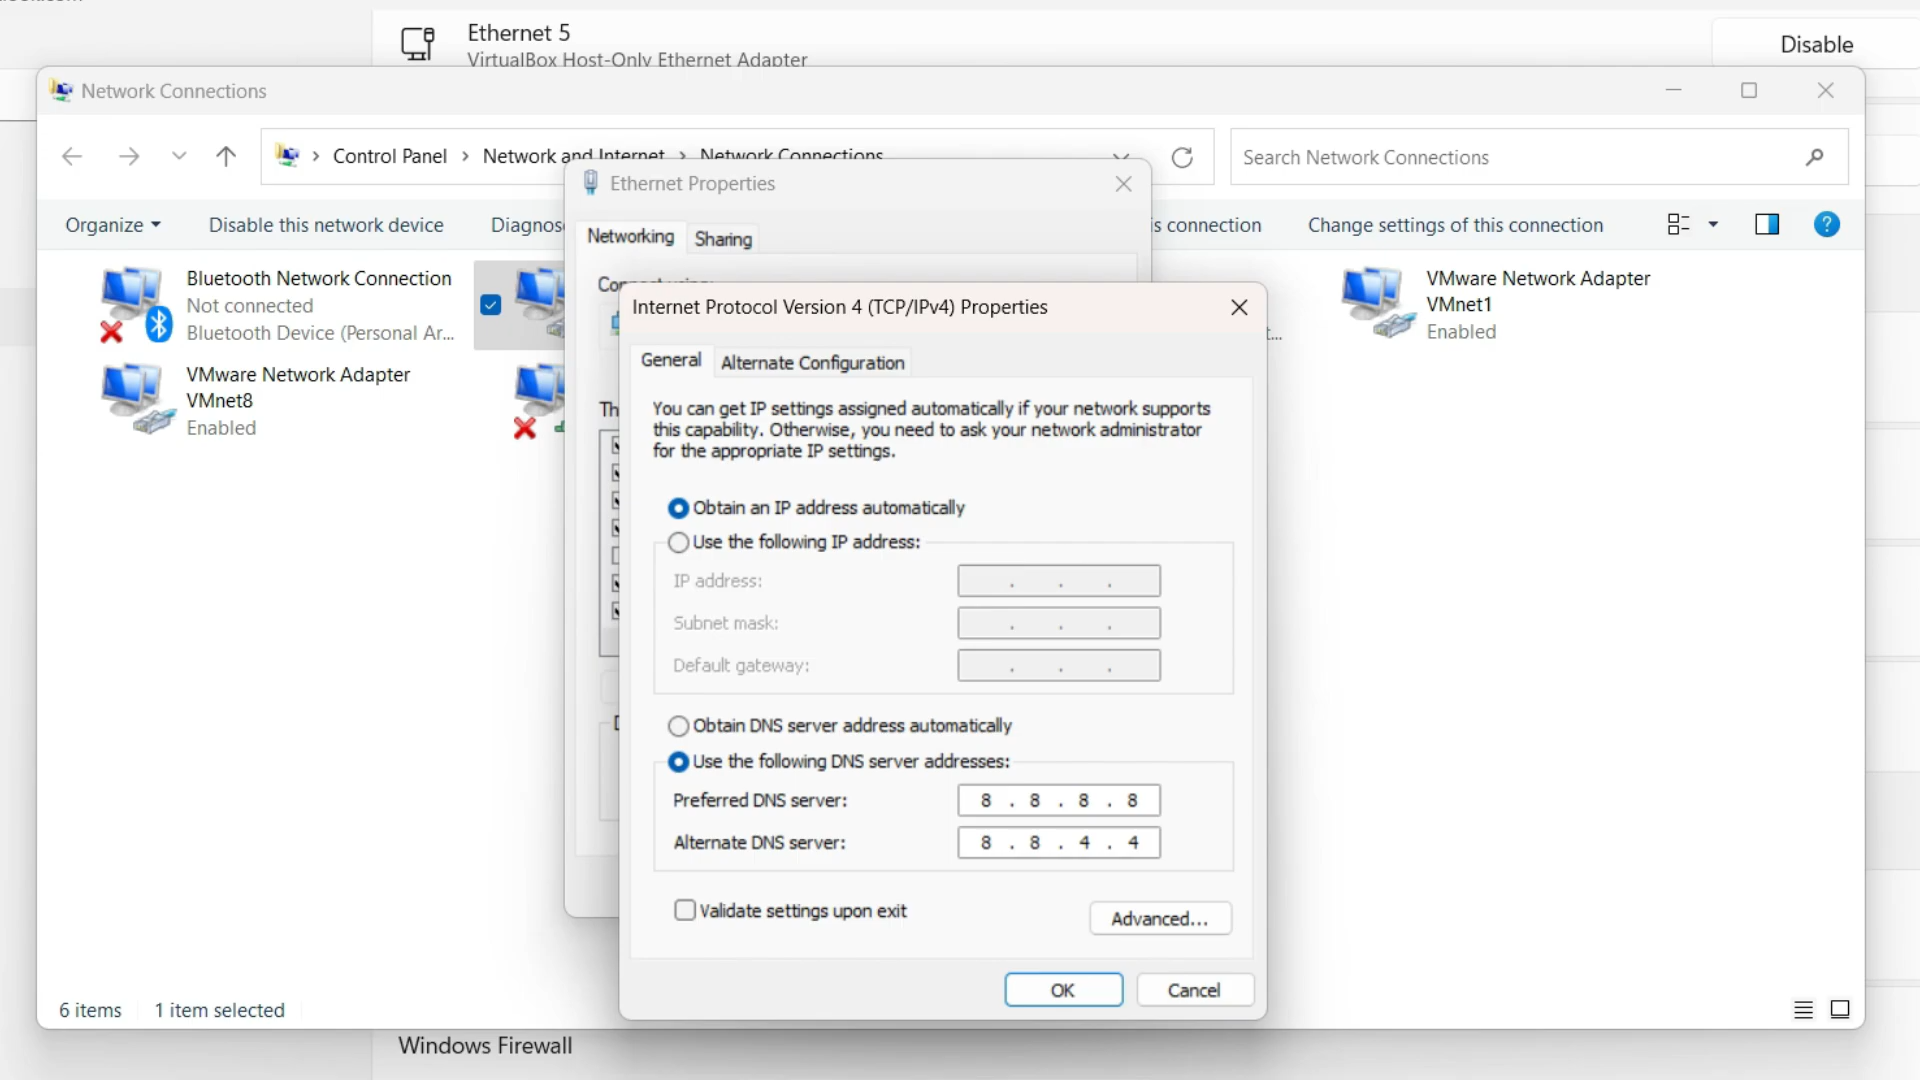 Ethernet 5
VirtualBox Host-Only Ethernet Adapter
Disable
Network Connections
Control Panel > Network and Internet > Network Connections
Search Network Connections
Organize
Disable this network device
Diagnose
is connection
Change settings of this connection
Bluetooth Network Connection
Not connected
Bluetooth Device (Personal Ar...
VMware Network Adapter
VMnet8
Enabled
VMware Network Adapter
VMnet1
Enabled
Ethernet Properties
Networking
Sharing
Internet Protocol Version 4 (TCP/IPv4) Properties
General
Alternate Configuration
You can get IP settings assigned automatically if your network supports
this capability. Otherwise, you need to ask your network administrator
for the appropriate IP settings.
Obtain an IP address automatically
Use the following IP address:
IP address: . . .
Subnet mask: . . .
Default gateway: . . .
Obtain DNS server address automatically
Use the following DNS server addresses:
Preferred DNS server: 8 . 8 . 8 . 8
Alternate DNS server: 8 . 8 . 4 . 4
Validate settings upon exit
Advanced...
OK
Cancel
6 items
1 item selected
Windows Firewall